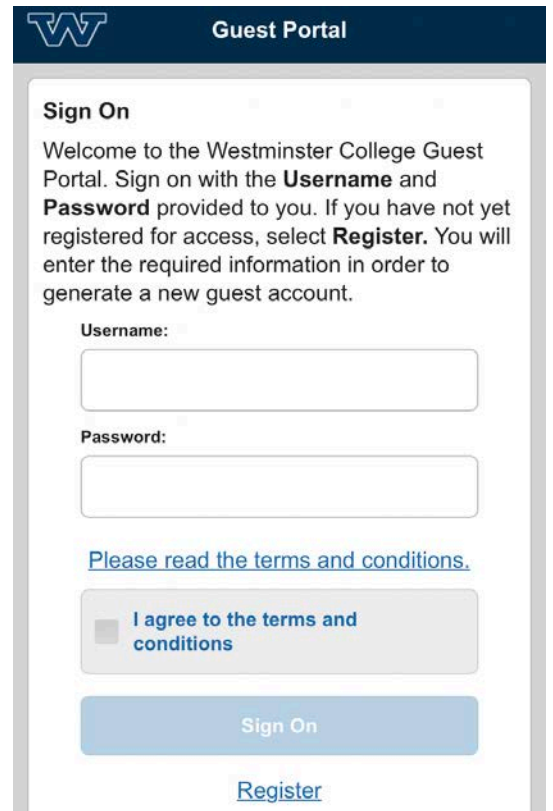 W Guest Portal
Sign On
Welcome to the Westminster College Guest
Portal. Sign on with the Username and
Password provided to you. If you have not yet
registered for access, select Register. You will
enter the required information in order to
generate a new guest account.
Username:
Password:
Please read the terms and conditions.
I agree to the terms and
conditions
Sign On
Register